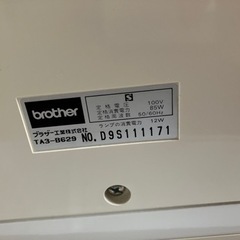 brother
S
定格電圧 100V
定格消費電力 85W
定格周波数 50/60Hz
ランプの消費電力 12W
ブラザー工業株式会社
TA3-B629 NO. D9S111171